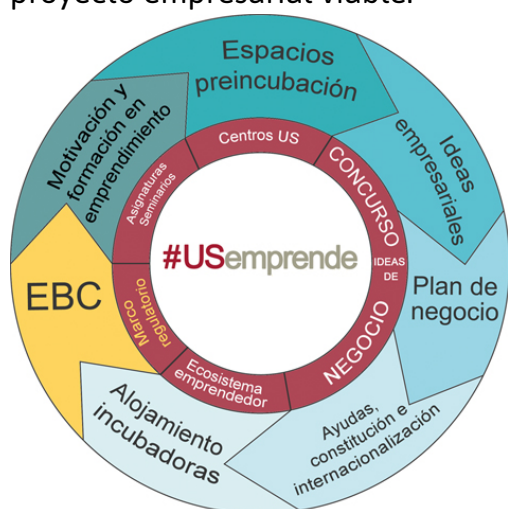 proyecto empresarial viable.
Espacios
preincubación
Ideas
empresariales
Plan de
negocio
Ayudas,
constitución e
internacionalización
Alojamiento
incubadoras
EBC
Motivación y
formación en
emprendimiento
Centros US
CONCURSO
IDEAS
DE
NEGOCIO
Ecosistema
emprendedor
Marco
regulatorio
Asignaturas
Seminarios
#USemprende